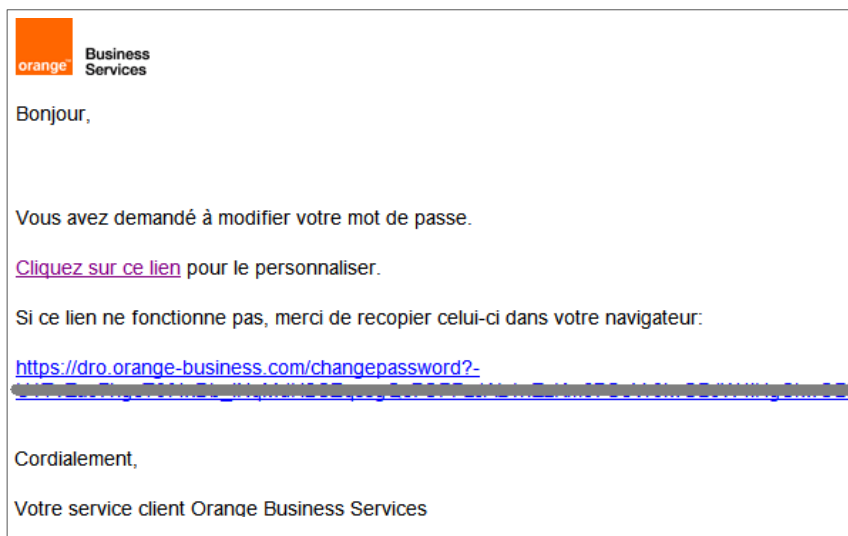 orange™
Business
Services
Bonjour,
Vous avez demandé à modifier votre mot de passe.
Cliquez sur ce lien pour le personnaliser.
Si ce lien ne fonctionne pas, merci de recopier celui-ci dans votre navigateur:
https://dro.orange-business.com/changepassword?-
Cordialement,
Votre service client Orange Business Services